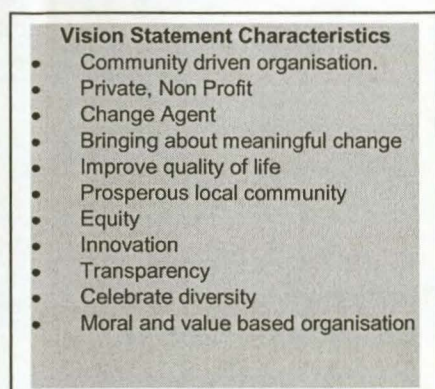 Vision Statement Characteristics
• Community driven organisation.
• Private, Non Profit
• Change Agent
• Bringing about meaningful change
• Improve quality of life
• Prosperous local community
• Equity
• Innovation
• Transparency
• Celebrate diversity
• Moral and value based organisation